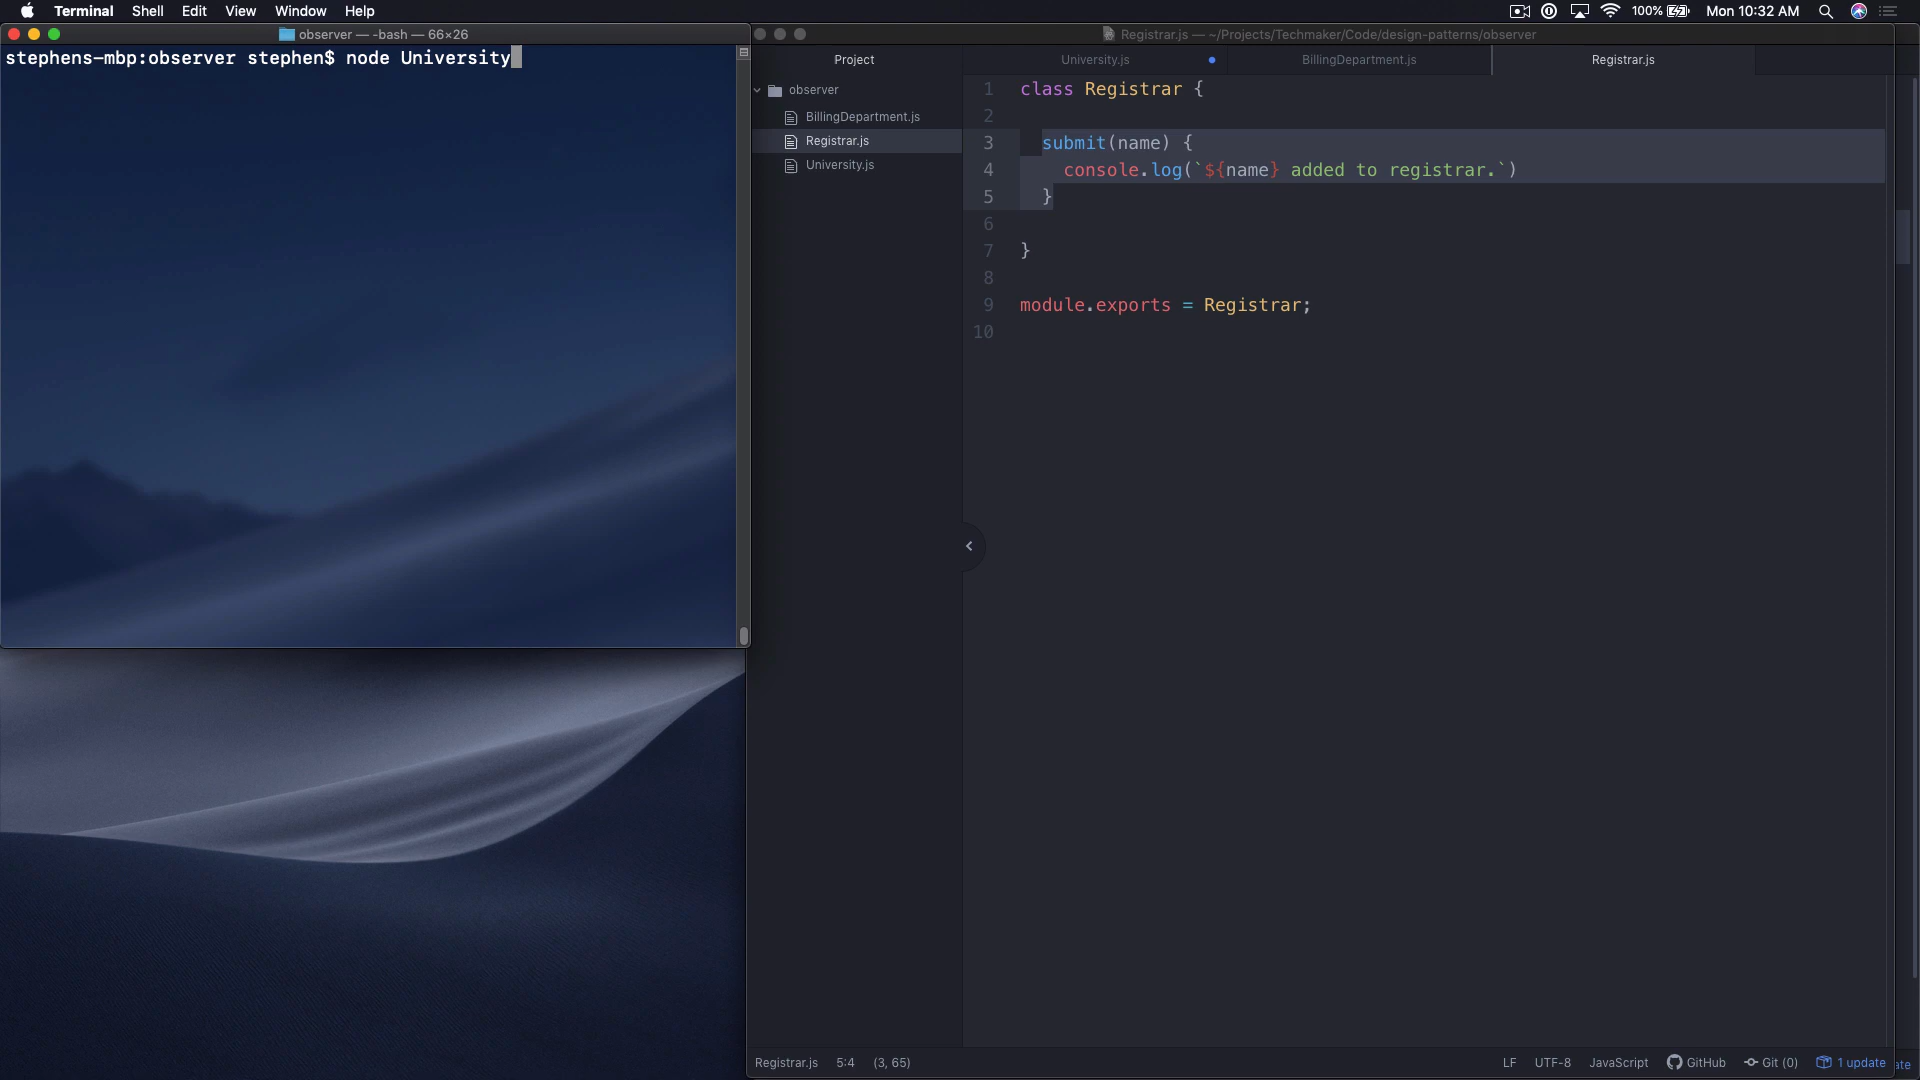 Terminal Shell Edit View Window Help
100% Mon 10:32 AM
observer — -bash — 66×26
stephens-mbp:observer stephen$ node University
Registrar.js — ~/Projects/Techmaker/Code/design-patterns/observer
Project
University.js
BillingDepartment.js
Registrar.js
observer
BillingDepartment.js
Registrar.js
University.js
1 class Registrar {
2
3 submit(name) {
4 console.log(`${name} added to registrar.`)
5 }
6
7 }
8
9 module.exports = Registrar;
10
Registrar.js 5:4 (3, 65)
LF UTF-8 JavaScript GitHub Git (0) 1 update